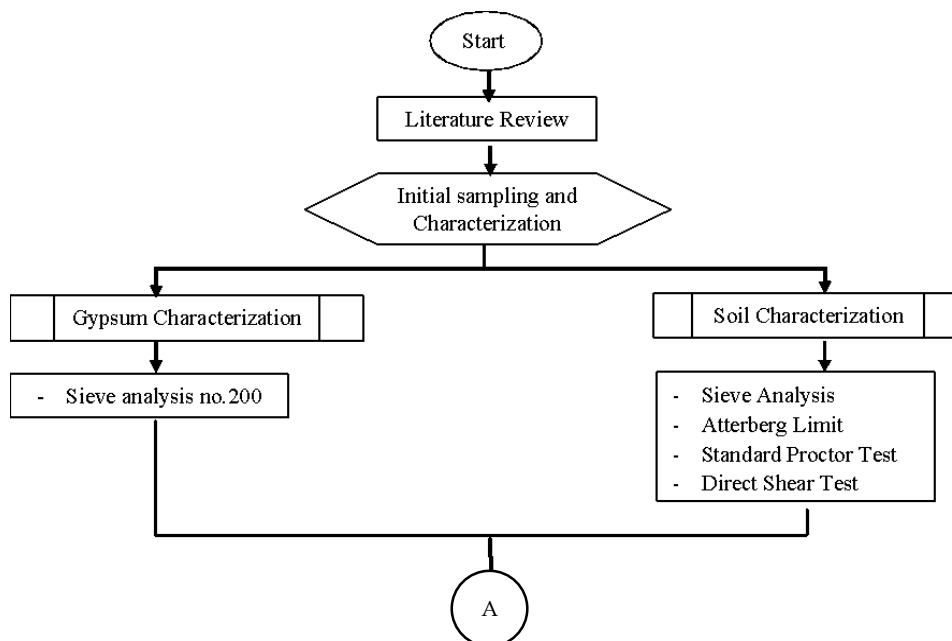 Start
Literature Review
Initial sampling and
Characterization
Gypsum Characterization
Soil Characterization
- Sieve analysis no.200
- Sieve Analysis
- Atterberg Limit
- Standard Proctor Test
- Direct Shear Test
A